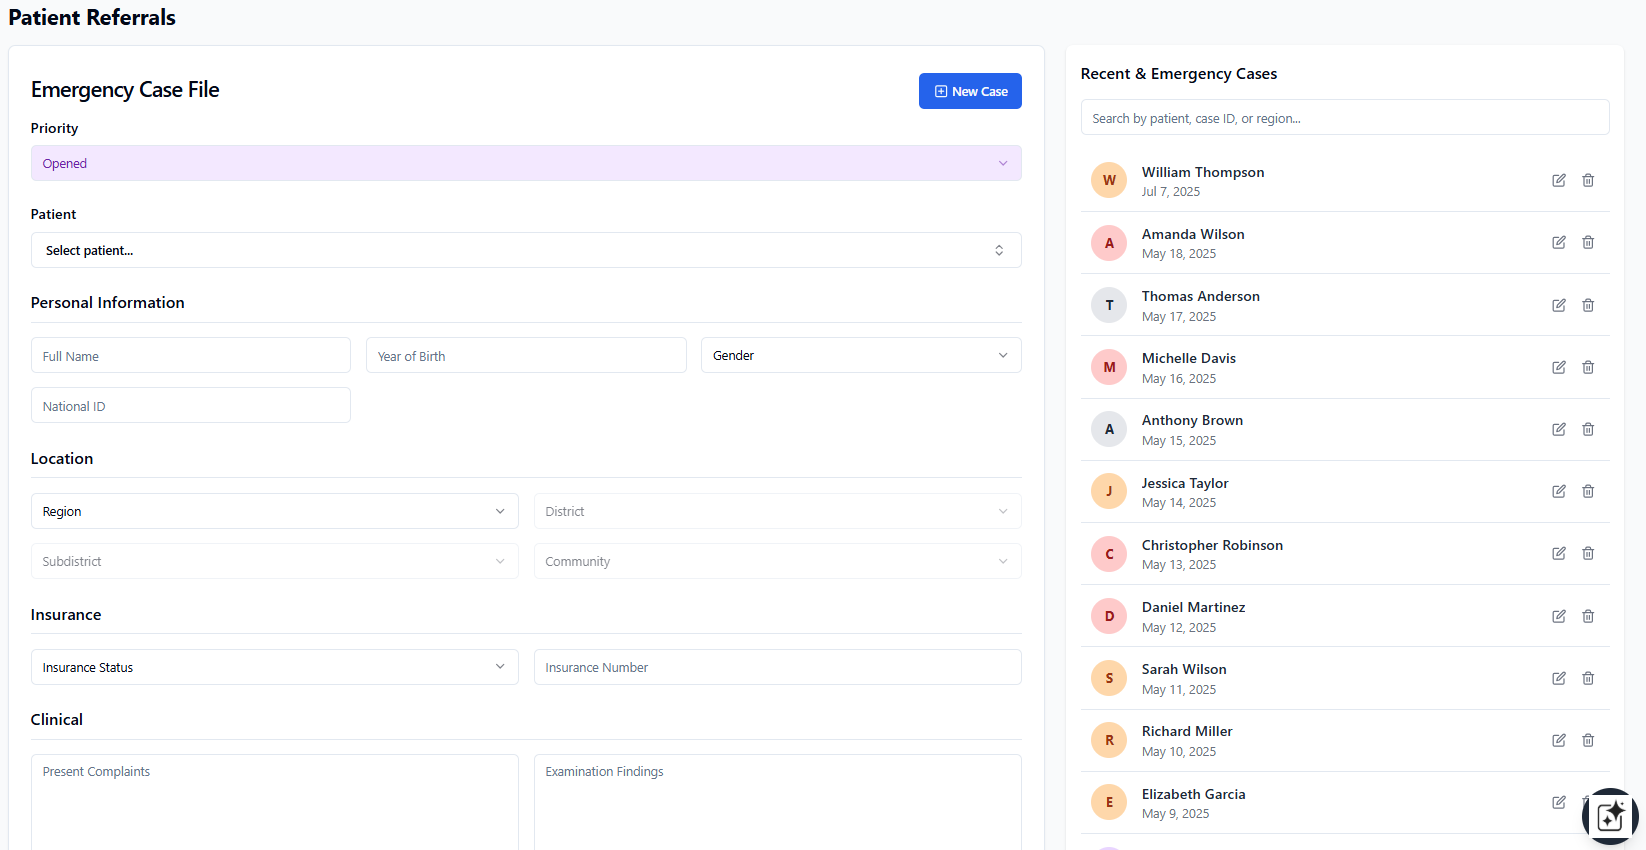 Patient Referrals
Emergency Case File
New Case
Priority
Opened
Patient
Select patient...
Personal Information
Full Name
Year of Birth
Gender
National ID
Location
Region
District
Subdistrict
Community
Insurance
Insurance Status
Insurance Number
Clinical
Present Complaints
Examination Findings
Recent & Emergency Cases
Search by patient, case ID, or region...
W
William Thompson
Jul 7, 2025
A
Amanda Wilson
May 18, 2025
T
Thomas Anderson
May 17, 2025
M
Michelle Davis
May 16, 2025
A
Anthony Brown
May 15, 2025
J
Jessica Taylor
May 14, 2025
C
Christopher Robinson
May 13, 2025
D
Daniel Martinez
May 12, 2025
S
Sarah Wilson
May 11, 2025
R
Richard Miller
May 10, 2025
E
Elizabeth Garcia
May 9, 2025